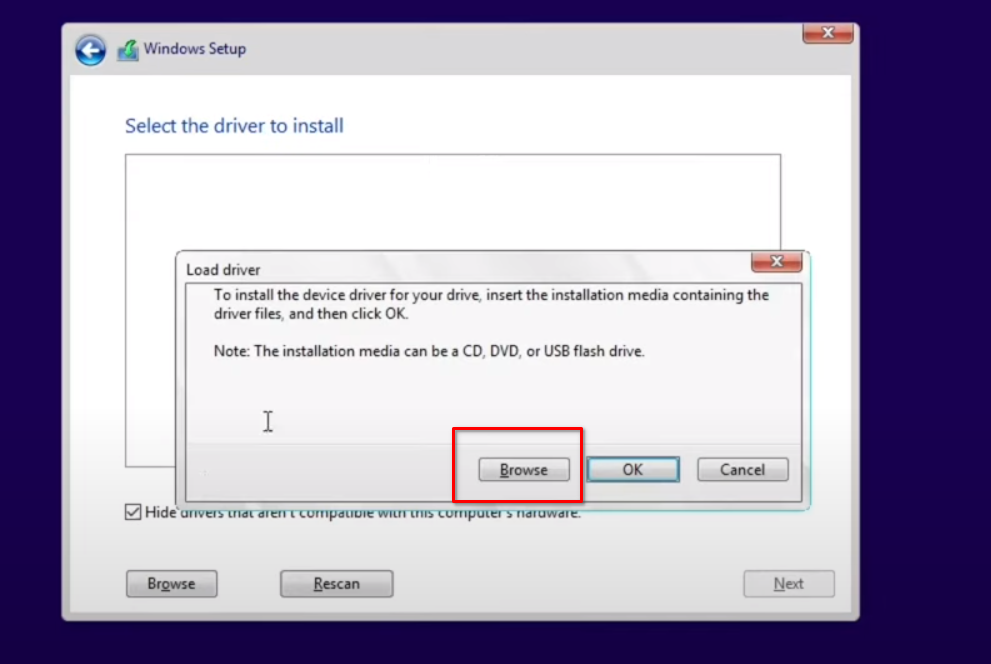 Windows Setup
Select the driver to install
Load driver
To install the device driver for your drive, insert the installation media containing the
driver files, and then click OK.
Note: The installation media can be a CD, DVD, or USB flash drive.
Browse OK Cancel
Hide drivers that aren't compatible with this computer's hardware.
Browse Rescan Next